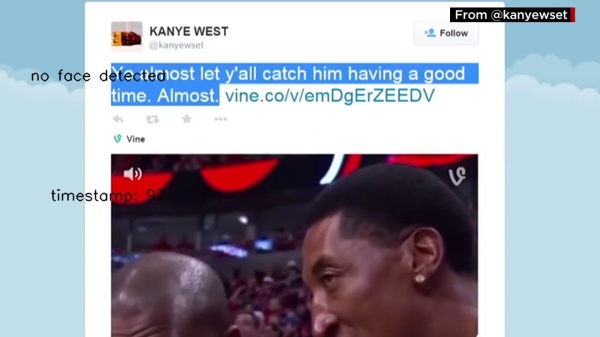 From @kanyewset
KANYE WEST
@kanyewset
Follow
almost let y'all catch him having a good
no face detected
time. Almost. vine.co/v/emDgErZEEDV
Vine
timestamp: 97